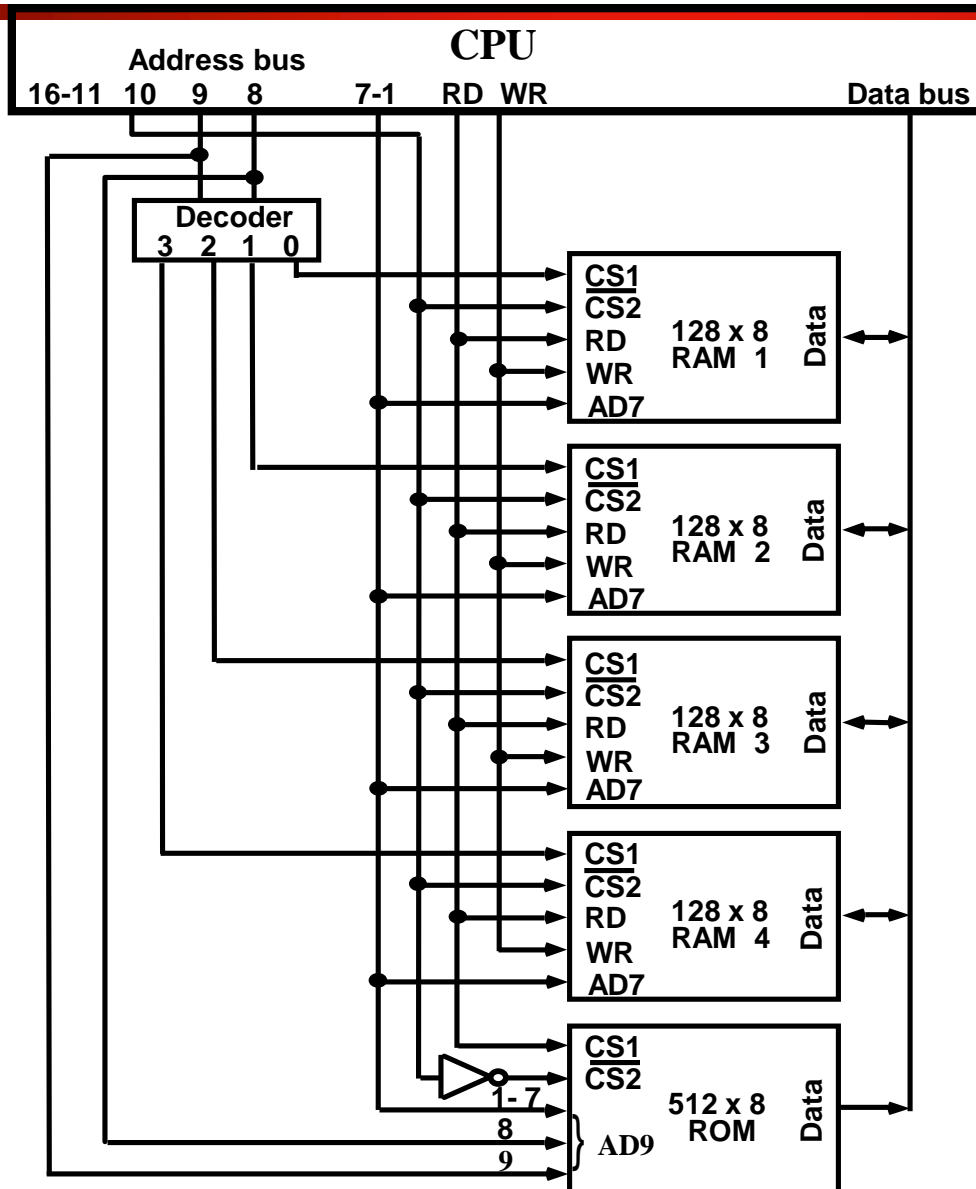 CPU
Address bus
16-11 10 9 8 7-1 RD WR Data bus
Decoder
3 2 1 0
CS1
CS2
RD
WR
AD7
128 x 8
RAM 1
Data
CS1
CS2
RD
WR
AD7
128 x 8
RAM 2
Data
CS1
CS2
RD
WR
AD7
128 x 8
RAM 3
Data
CS1
CS2
RD
WR
AD7
128 x 8
RAM 4
Data
CS1
CS2
1- 7
8
9
} AD9
512 x 8
ROM
Data